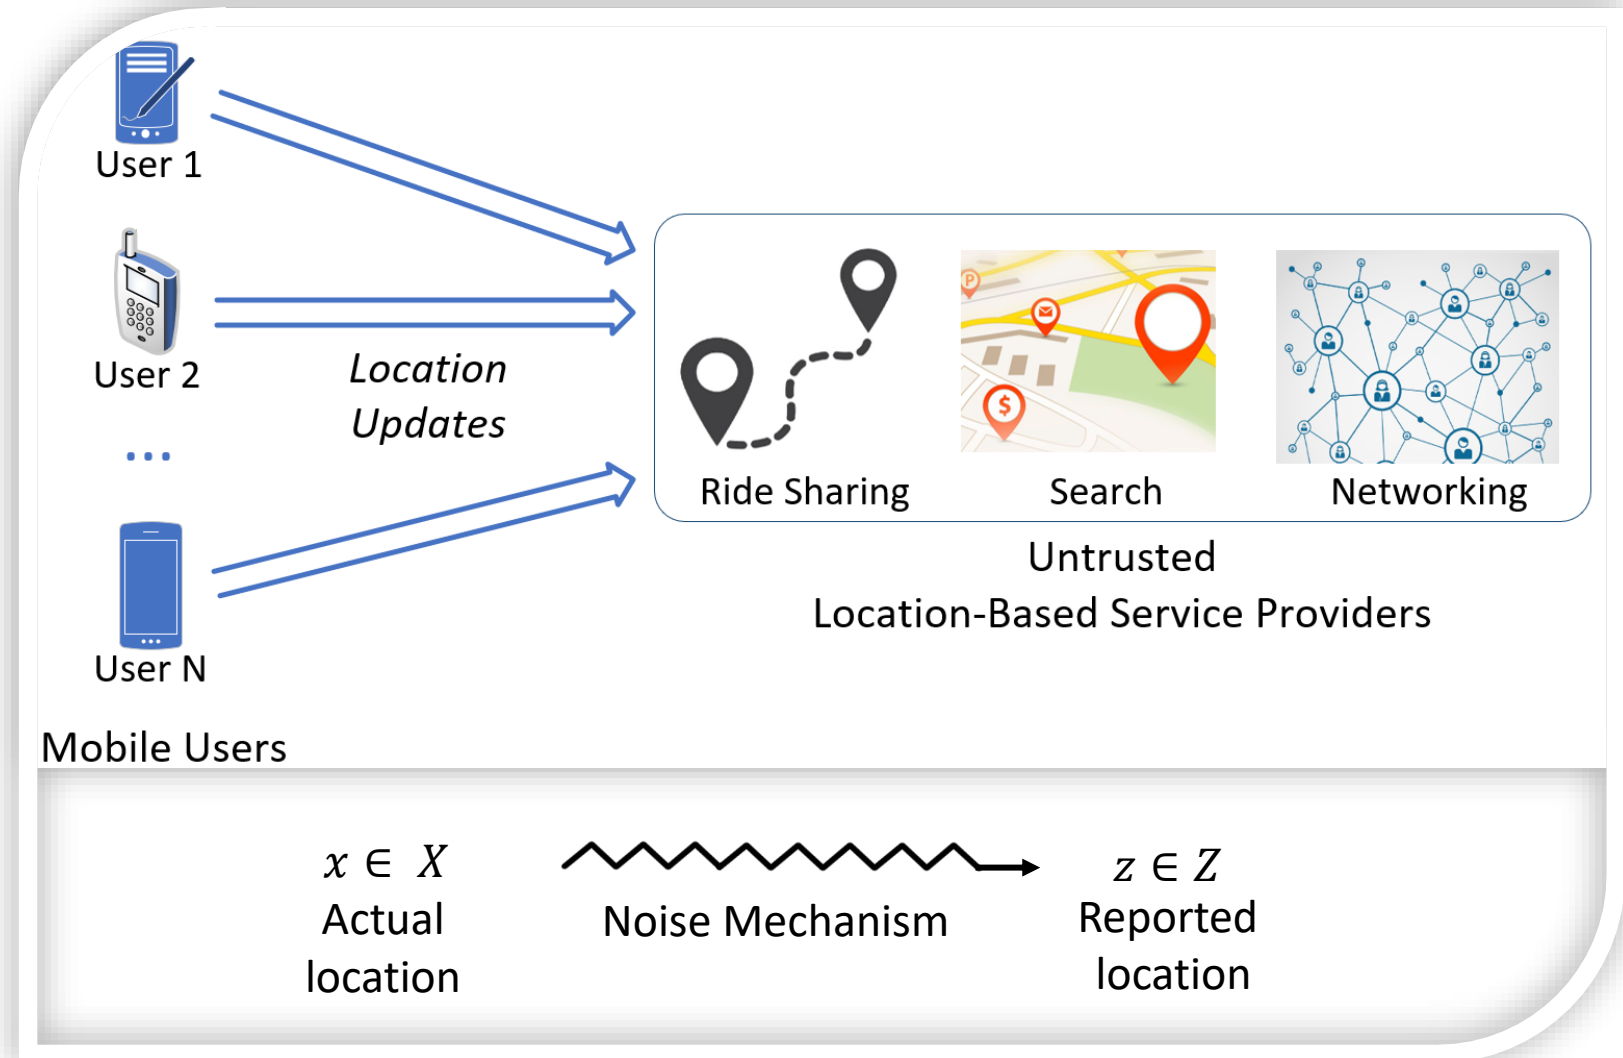 User 1
User 2
...
User N
Mobile Users
Location
Updates
P
$
Ride Sharing
Search
Networking
Untrusted
Location-Based Service Providers
x ∈ X
Actual
location
Noise Mechanism
z ∈ Z
Reported
location